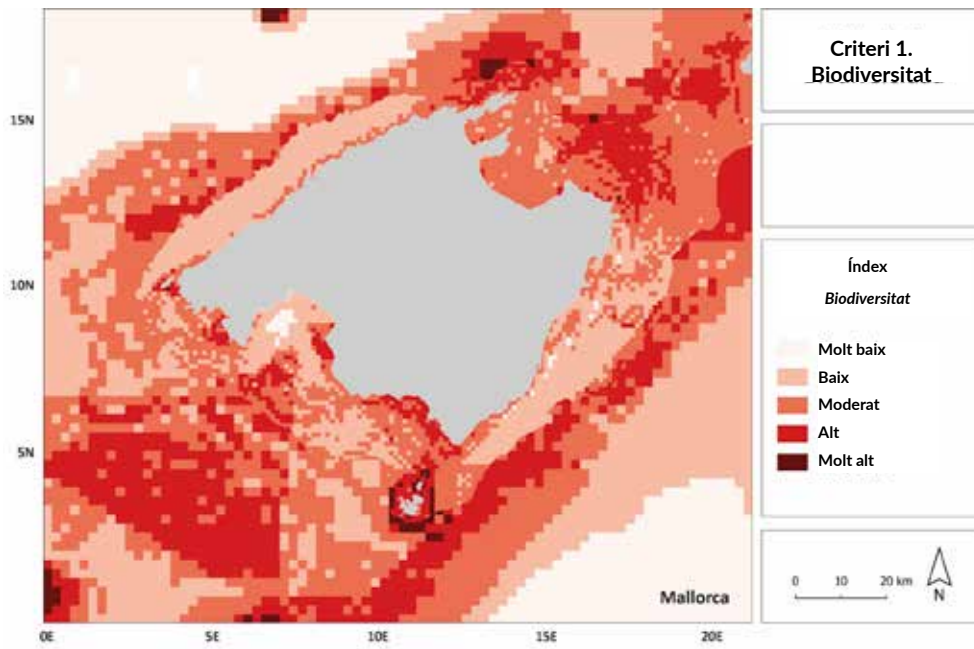 Criteri 1.
Biodiversitat
15N
10N
5N
0E
5E
10E
15E
20E
Mallorca
Índex
Biodiversitat
Molt baix
Baix
Moderat
Alt
Molt alt
0 10 20 km
N